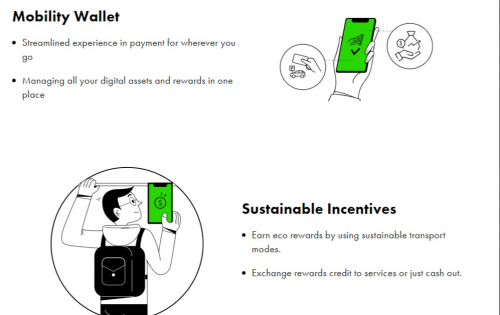 Mobility Wallet
Streamlined experience in payment for wherever you
go
Managing all your digital assets and rewards in one
place
Sustainable Incentives
Earn eco rewards by using sustainable transport
modes.
Exchange rewards credit to services or just cash out.